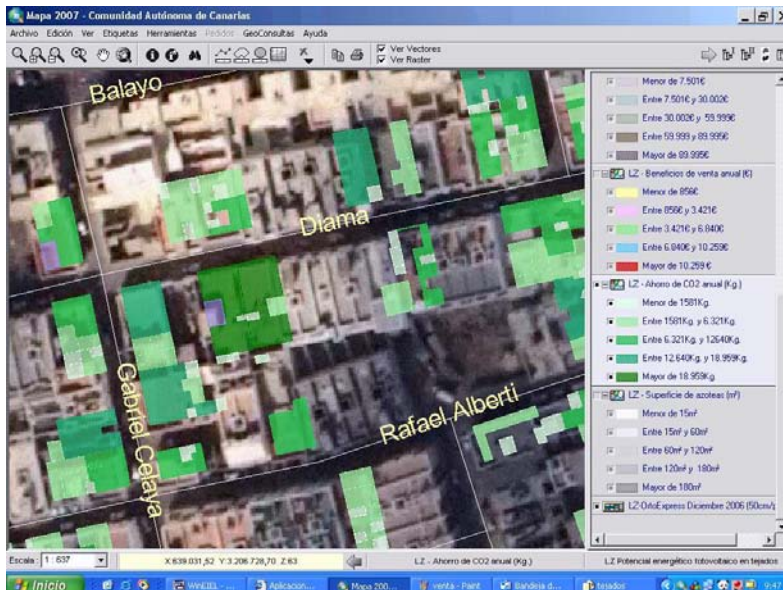 Mapa 2007 - Comunidad Autónoma de Canarias
Archivo Edición Ver Etiquetas Herramientas Pedidos GeoConsultas Ayuda
Ver Vectores
Ver Raster
Balayo
Diama
Gabriel Celaya
Rafael Alberti
Menor de 7.501€
Entre 7.501€ y 30.002€
Entre 30.002€ y 59.999€
Entre 59.999 y 89.995€
Mayor de 89.995€
LZ - Beneficios de venta anual (€)
Menor de 856€
Entre 856€ y 3.421€
Entre 3.421€ y 6.840€
Entre 6.840€ y 10.259€
Mayor de 10.259 €
LZ - Ahorro de CO2 anual (Kg.)
Menor de 1581Kg.
Entre 1581Kg. y 6.321Kg.
Entre 6.321Kg. y 12640Kg.
Entre 12.640Kg. y 18.959Kg.
Mayor de 18.959Kg.
LZ - Superficie de azoteas (m²)
Menor de 15m²
Entre 15m² y 60m²
Entre 60m² y 120m²
Entre 120m² y 180m²
Mayor de 180m²
LZ-OrtoExpress Diciembre 2006 (50cm/p
Escala : 1 : 637 X:639.031,52 Y:3.206.728,70 Z:63 LZ - Ahorro de CO2 anual (Kg.) LZ Potencial energético fotovoltaico en tejados
Inicio WinEIEL - ... Aplicacion... Mapa 200... venta - Paint Bandeja d... tejados 9:47